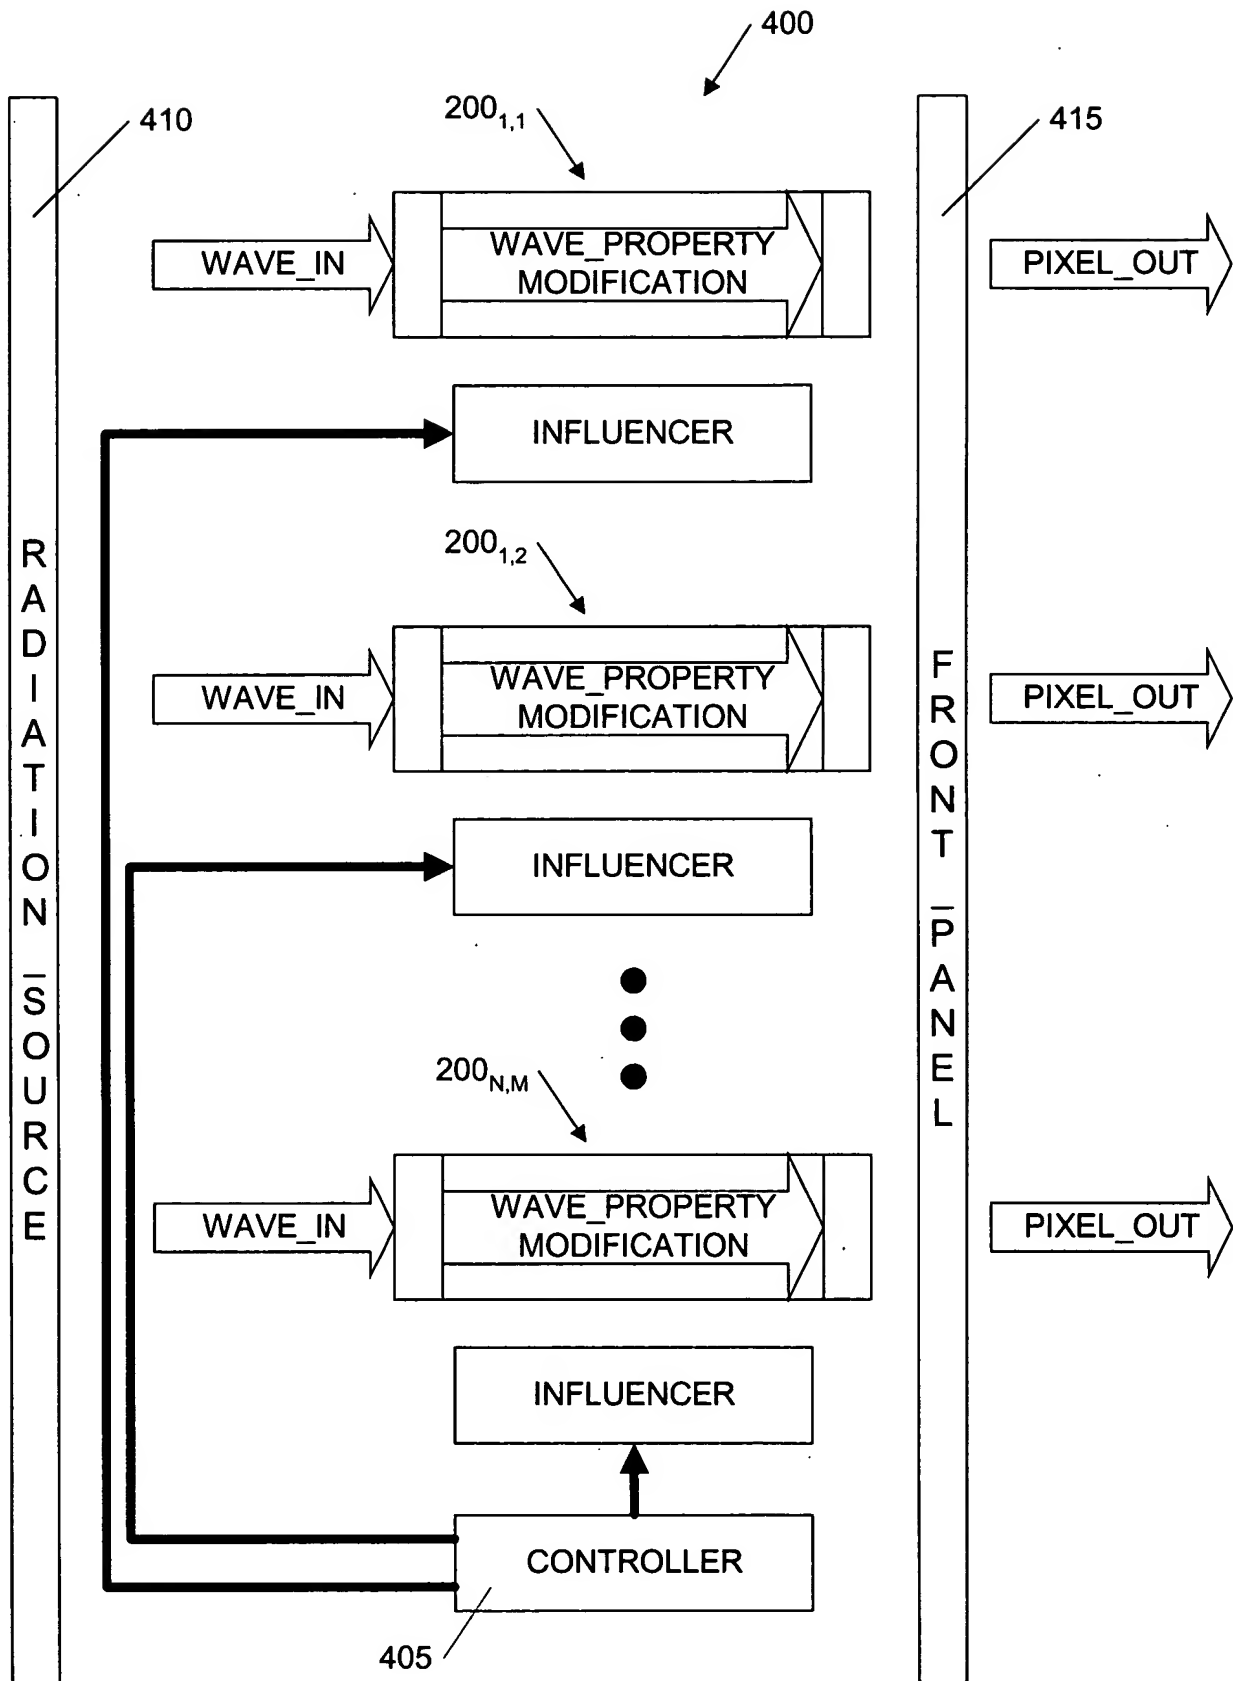 400
410
2001,1
415
WAVE_IN
WAVE_PROPERTY
MODIFICATION
PIXEL_OUT
INFLUENCER
RADIATION_SOURCE
2001,2
WAVE_IN
WAVE_PROPERTY
MODIFICATION
PIXEL_OUT
FRONT_PANEL
INFLUENCER
200N,M
WAVE_IN
WAVE_PROPERTY
MODIFICATION
PIXEL_OUT
INFLUENCER
CONTROLLER
405